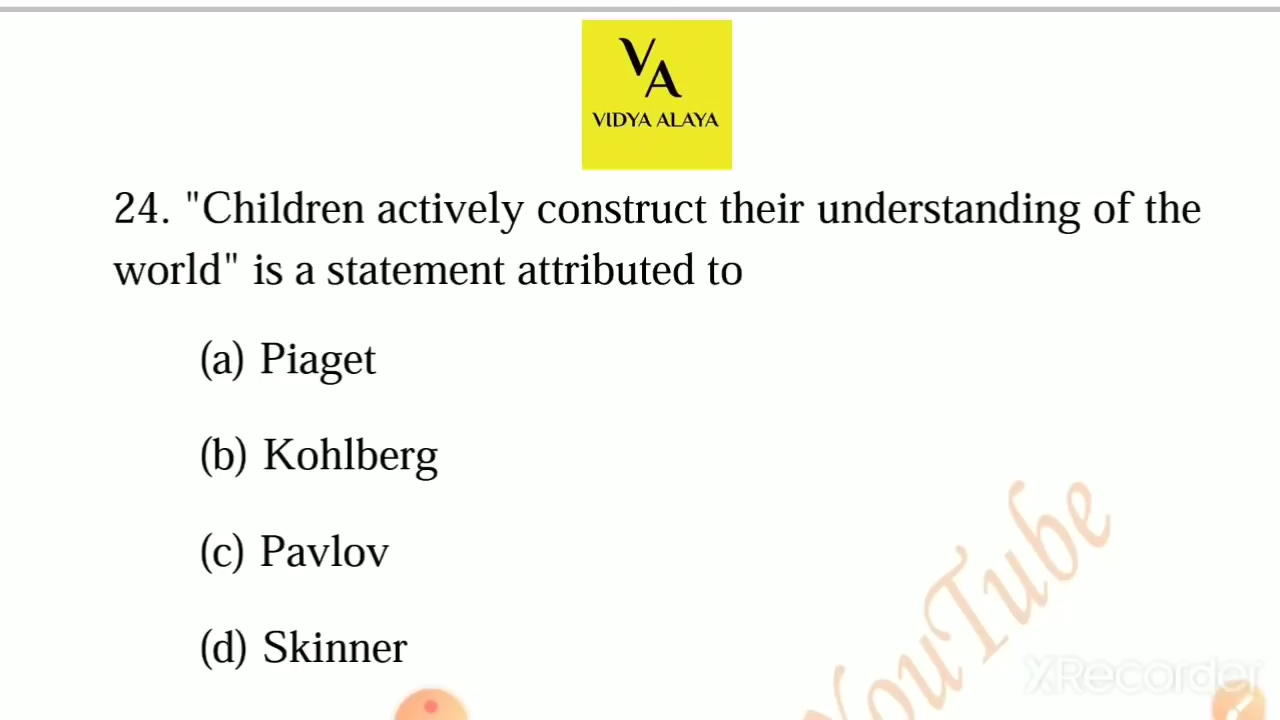 VA
VIDYA ALAYA
24. "Children actively construct their understanding of the
world" is a statement attributed to
(a) Piaget
(b) Kohlberg
(c) Pavlov
(d) Skinner
YouTube
XRecorder